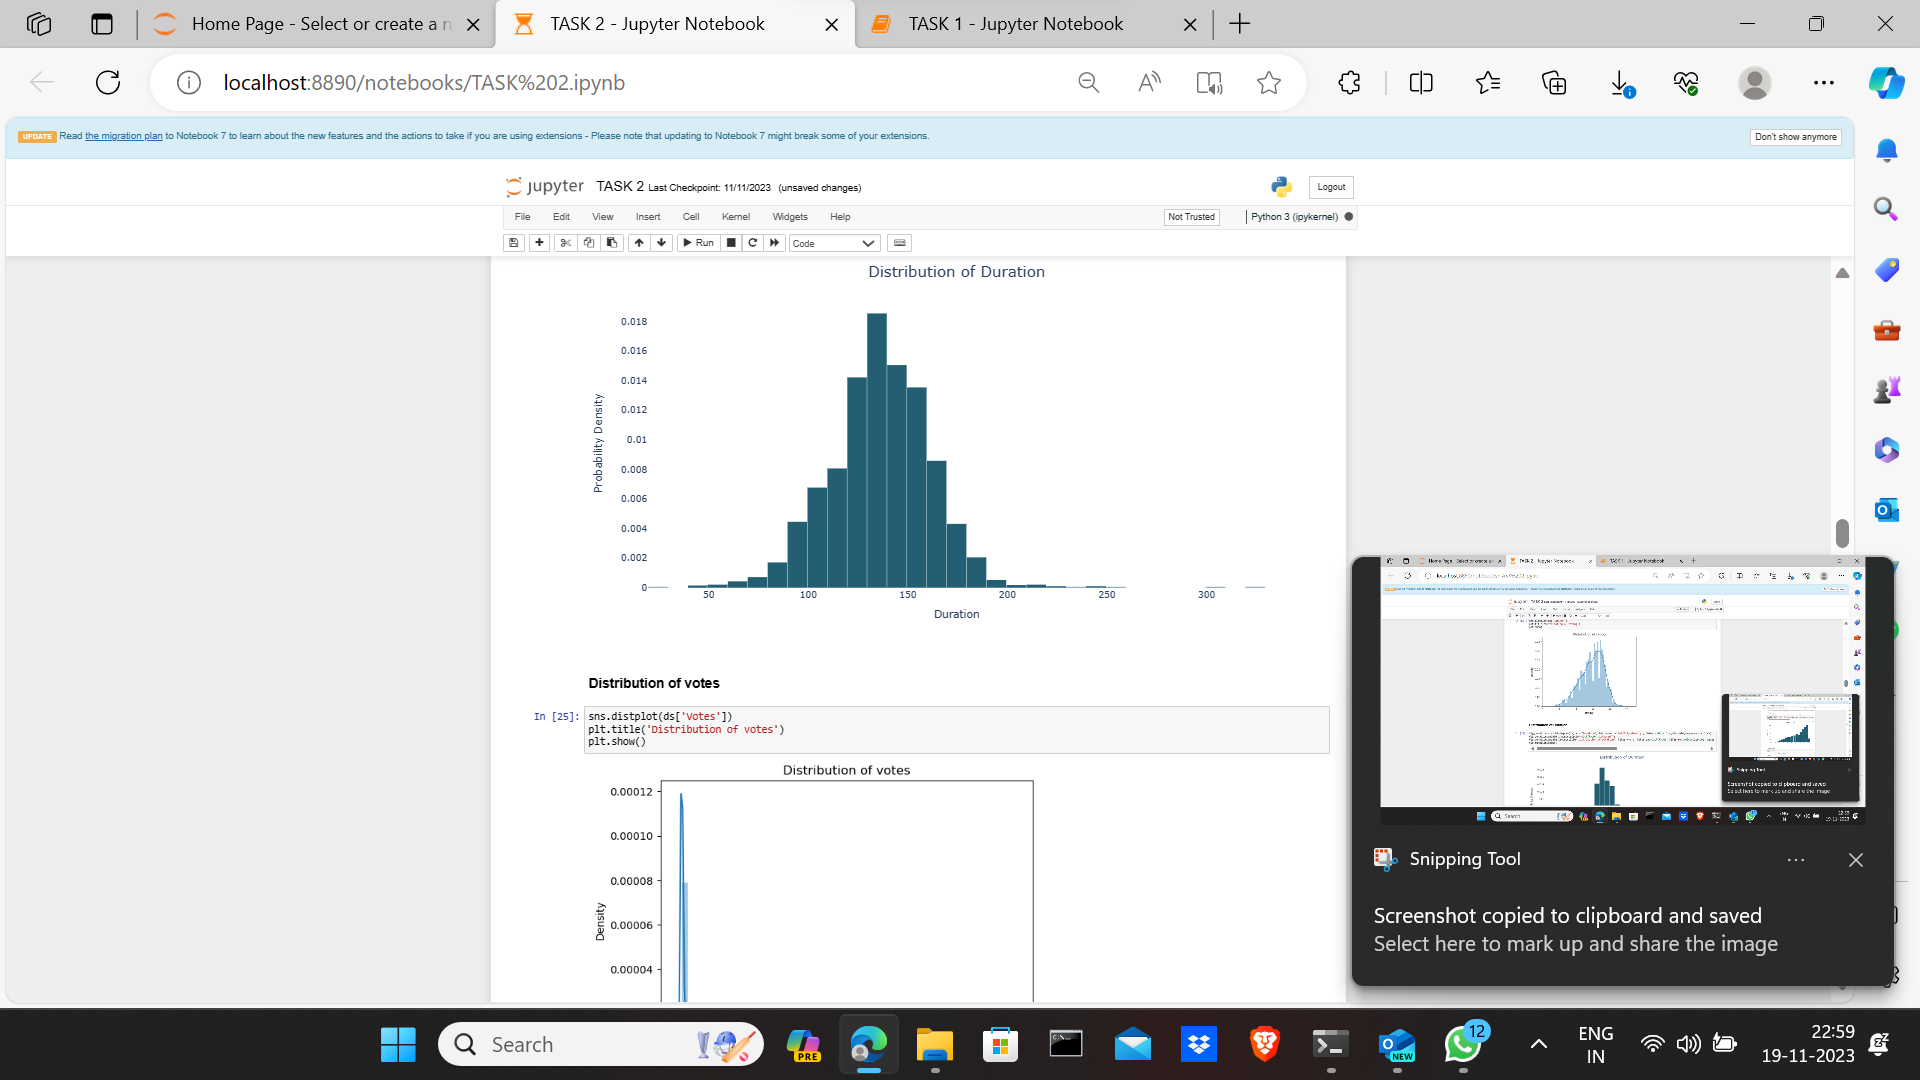 Home Page - Select or create a n
TASK 2 - Jupyter Notebook
TASK 1 - Jupyter Notebook
localhost:8890/notebooks/TASK%202.ipynb
UPDATE Read the migration plan to Notebook 7 to learn about the new features and the actions to take if you are using extensions - Please note that updating to Notebook 7 might break some of your extensions.
Don't show anymore
jupyter TASK 2 Last Checkpoint: 11/11/2023 (unsaved changes)
Logout
File Edit View Insert Cell Kernel Widgets Help
Not Trusted
Python 3 (ipykernel)
Run
Code
Distribution of Duration
0.018
0.016
0.014
0.012
0.01
0.008
0.006
0.004
0.002
0
Probability Density
50 100 150 200 250 300
Duration
Distribution of votes
In [25]: sns.distplot(ds['Votes'])
plt.title('Distribution of votes')
plt.show()
Distribution of votes
0.00012
0.00010
0.00008
0.00006
0.00004
Density
Snipping Tool
Screenshot copied to clipboard and saved
Select here to mark up and share the image
Search
PRE
NEW
12
ENG
IN
22:59
19-11-2023